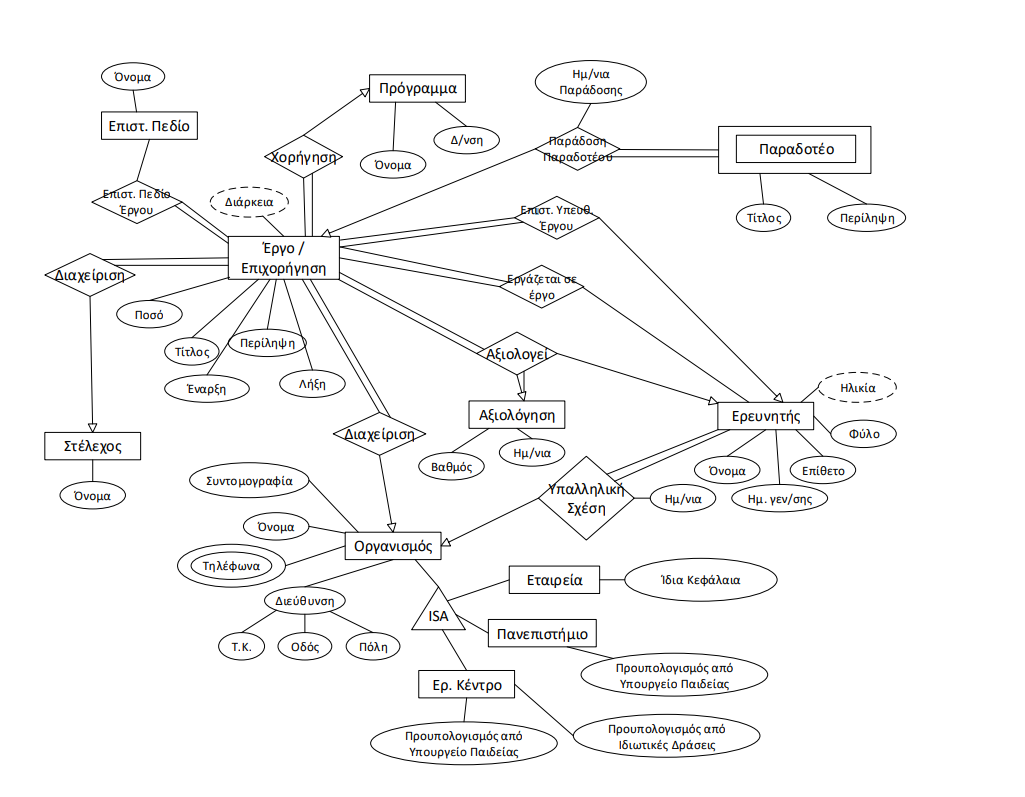 Όνομα
Πρόγραμμα
Ημ/νια
Παράδοσης
Επιστ. Πεδίο
Δ/νση
Παράδοση
Παραδοτέου
Παραδοτέο
Χορήγηση
Όνομα
Επιστ. Πεδίο
Έργου
Διάρκεια
Επιστ. Υπευθ.
Έργου
Τίτλος
Περίληψη
Έργο /
Επιχορήγηση
Διαχείριση
Εργάζεται σε
έργο
Ποσό
Τίτλος
Περίληψη
Αξιολογεί
Έναρξη
Λήξη
Ηλικία
Αξιολόγηση
Ερευνητής
Φύλο
Στέλεχος
Διαχείριση
Βαθμός
Ημ/νια
Όνομα
Επίθετο
Όνομα
Συντομογραφία
Υπαλληλική
Σχέση
Ημ/νια
Ημ. γεν/σης
Όνομα
Οργανισμός
Τηλέφωνα
Εταιρεία
Ίδια Κεφάλαια
Διεύθυνση
ISA
Πανεπιστήμιο
Τ.Κ.
Οδός
Πόλη
Προυπολογισμός από
Υπουργείο Παιδείας
Ερ. Κέντρο
Προυπολογισμός από
Υπουργείο Παιδείας
Προυπολογισμός από
Ιδιωτικές Δράσεις